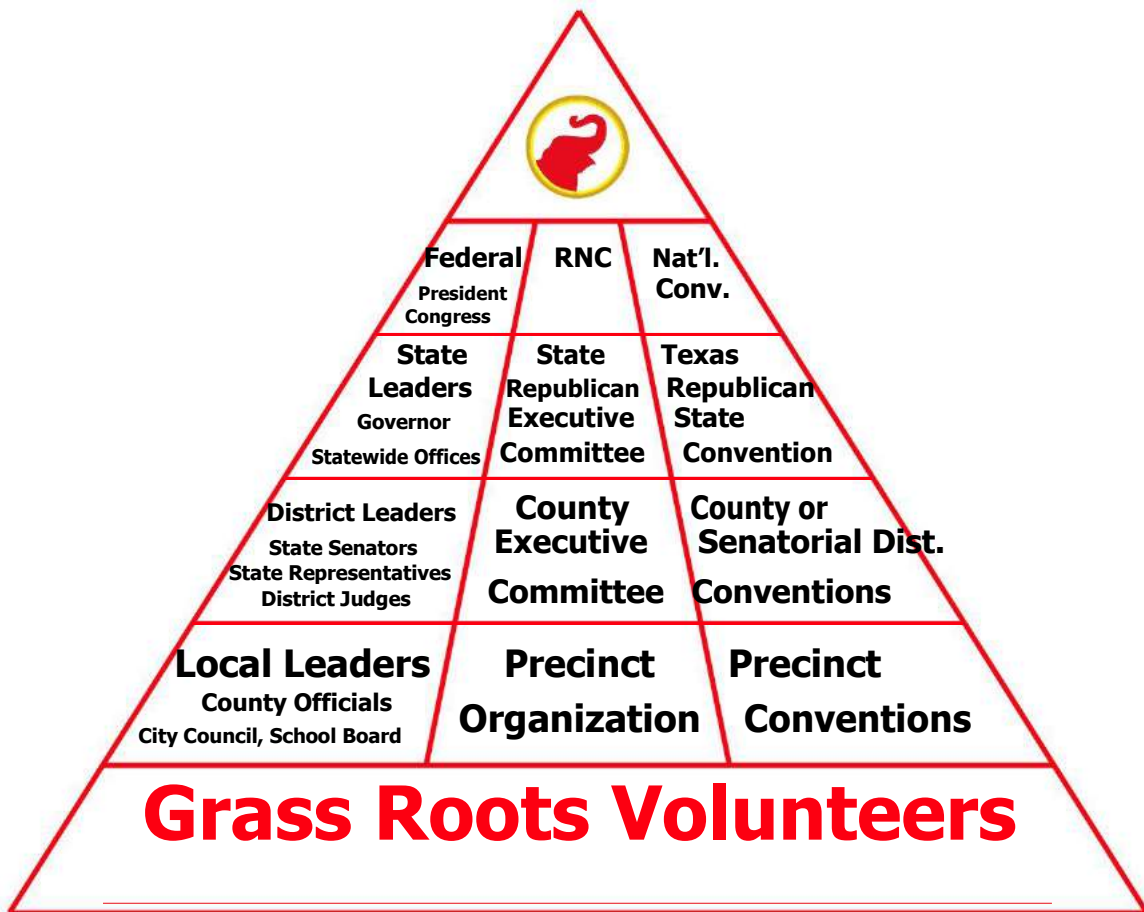 Federal
President
Congress
RNC
Nat’l.
Conv.
State
Leaders
Governor
Statewide Offices
State
Republican
Executive
Committee
Texas
Republican
State
Convention
District Leaders
State Senators
State Representatives
District Judges
County
Executive
Committee
County or
Senatorial Dist.
Conventions
Local Leaders
County Officials
City Council, School Board
Precinct
Organization
Precinct
Conventions
Grass Roots Volunteers